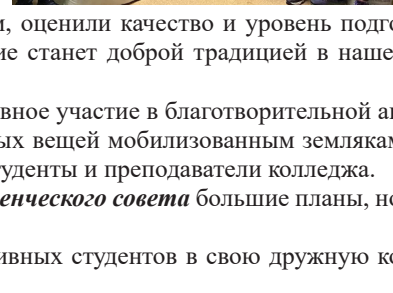 м, оценили качество и уровень подго
ие станет доброй традицией в наше
вное участие в благотворительной ак
ых вещей мобилизованным землякам
туденты и преподаватели колледжа.
енческого совета большие планы, но
ивных студентов в свою дружную ко